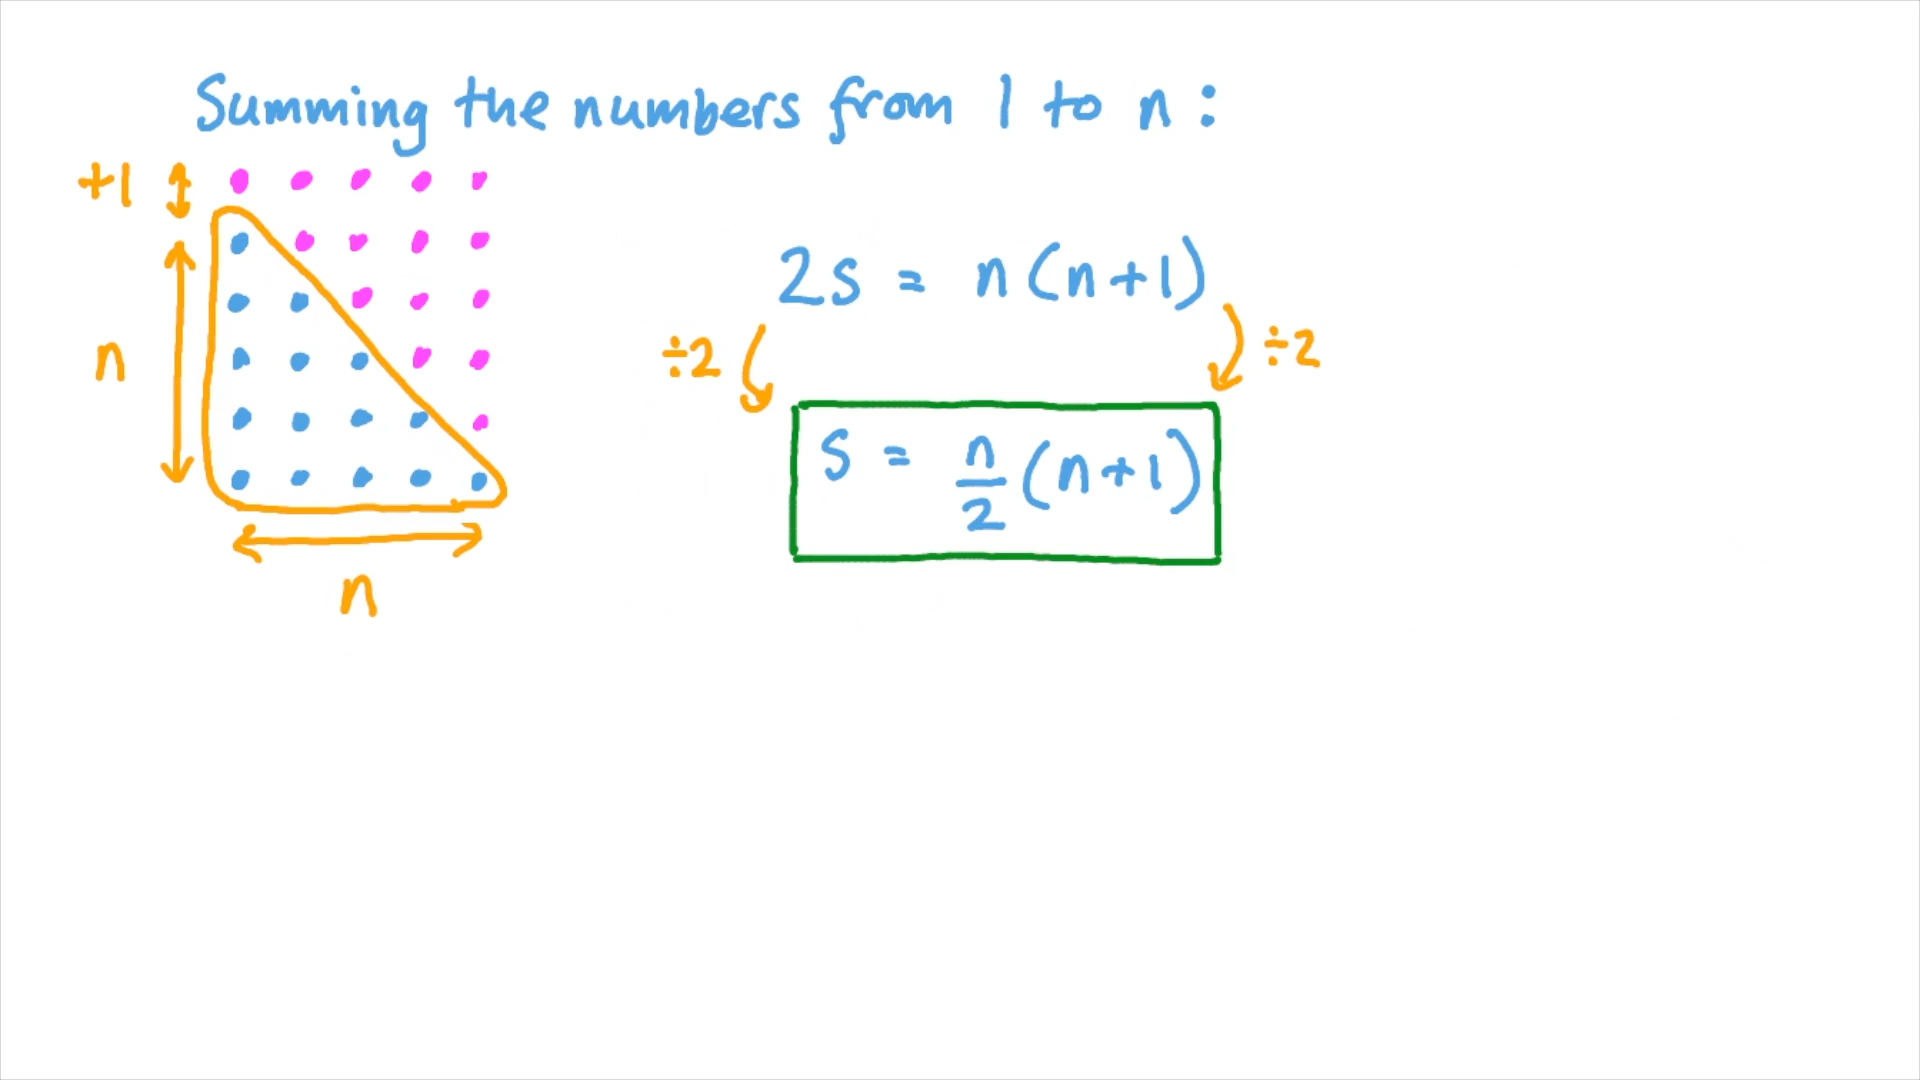 Summing the numbers from 1 to n:
+1
2s = n(n+1)
÷2 ÷2
n
s = n/2 (n+1)
n